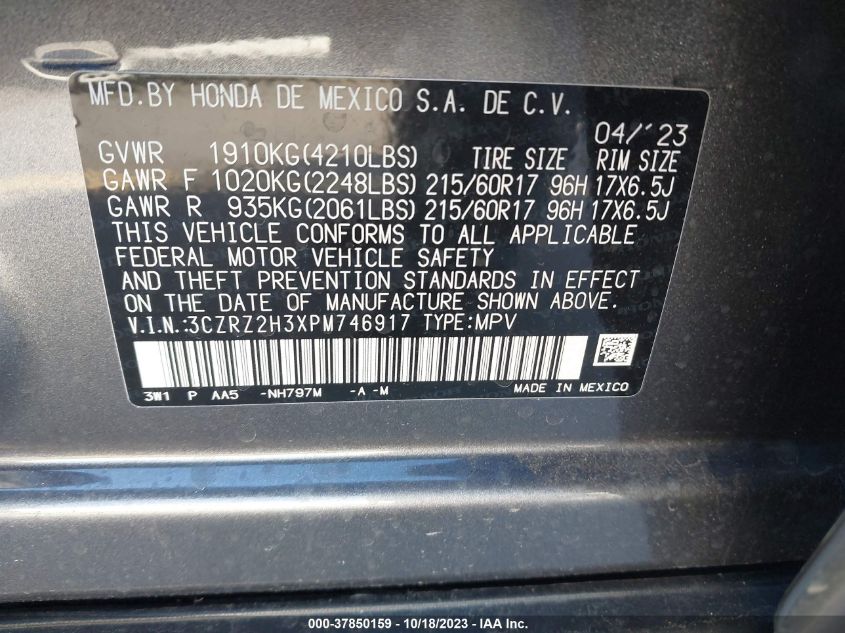 MFD.BY HONDA DE MEXICO S.A. DE C.V.
04/'23
GVWR 1910KG(4210LBS) TIRE SIZE RIM SIZE
GAWR F 1020KG(2248LBS) 215/60R17 96H 17X6.5J
GAWR R 935KG(2061LBS) 215/60R17 96H 17X6.5J
THIS VEHICLE CONFORMS TO ALL APPLICABLE
FEDERAL MOTOR VEHICLE SAFETY
AND THEFT PREVENTION STANDARDS IN EFFECT
ON THE DATE OF MANUFACTURE SHOWN ABOVE.
V.I.N.:3CZRZ2H3XPM746917 TYPE:MPV
3W1 P AA5 -NH797M -A -M MADE IN MEXICO
000-37850159 - 10/18/2023 - IAA Holdings, Inc.